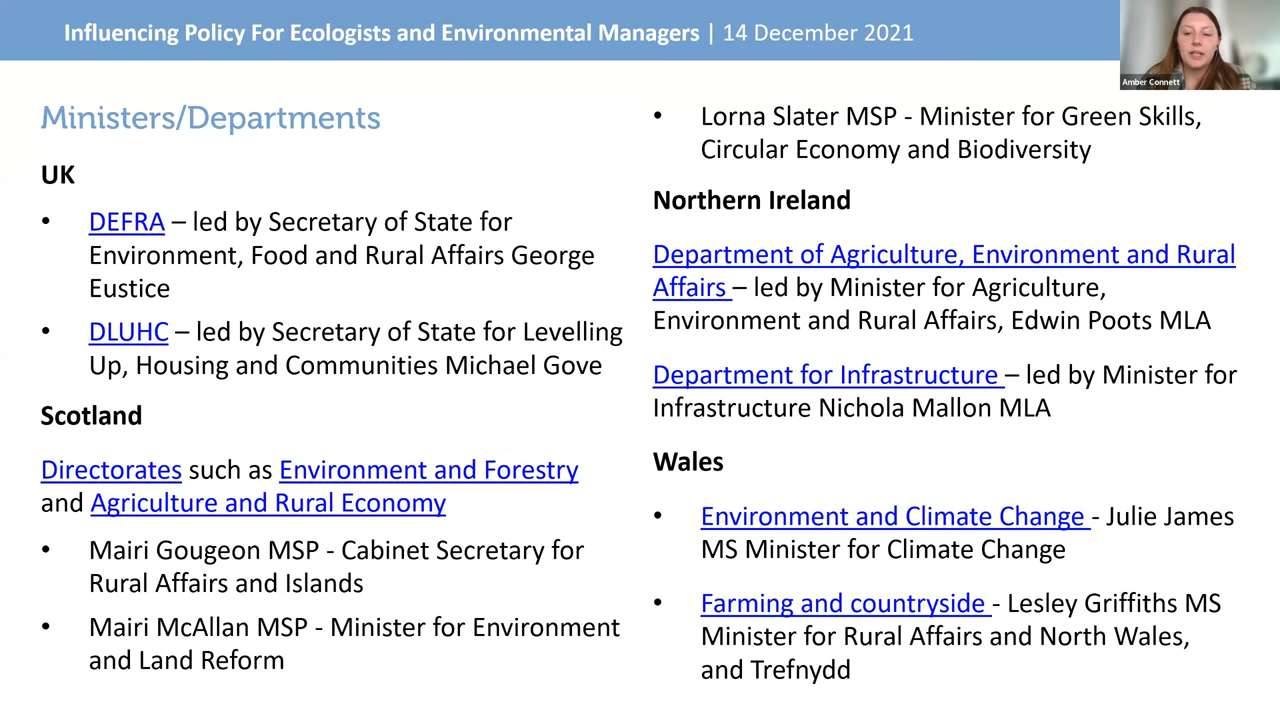 Influencing Policy For Ecologists and Environmental Managers | 14 December 2021
Amber Connett
Ministers/Departments
UK
• DEFRA – led by Secretary of State for
Environment, Food and Rural Affairs George
Eustice
• DLUHC – led by Secretary of State for Levelling
Up, Housing and Communities Michael Gove
Scotland
Directorates such as Environment and Forestry
and Agriculture and Rural Economy
• Mairi Gougeon MSP - Cabinet Secretary for
Rural Affairs and Islands
• Mairi McAllan MSP - Minister for Environment
and Land Reform
• Lorna Slater MSP - Minister for Green Skills,
Circular Economy and Biodiversity
Northern Ireland
Department of Agriculture, Environment and Rural
Affairs – led by Minister for Agriculture,
Environment and Rural Affairs, Edwin Poots MLA
Department for Infrastructure – led by Minister for
Infrastructure Nichola Mallon MLA
Wales
• Environment and Climate Change - Julie James
MS Minister for Climate Change
• Farming and countryside - Lesley Griffiths MS
Minister for Rural Affairs and North Wales,
and Trefnydd